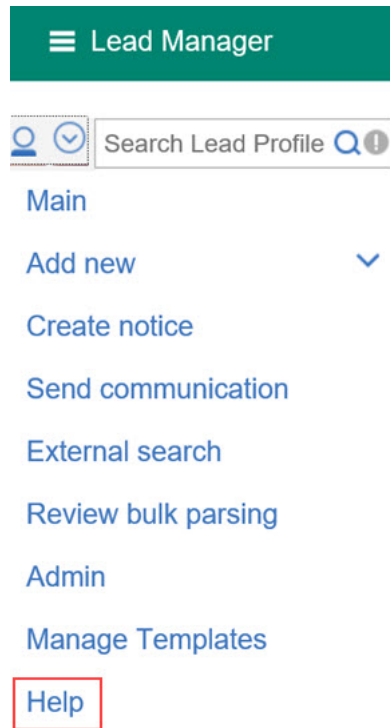 Lead Manager
Search Lead Profile
Main
Add new
Create notice
Send communication
External search
Review bulk parsing
Admin
Manage Templates
Help